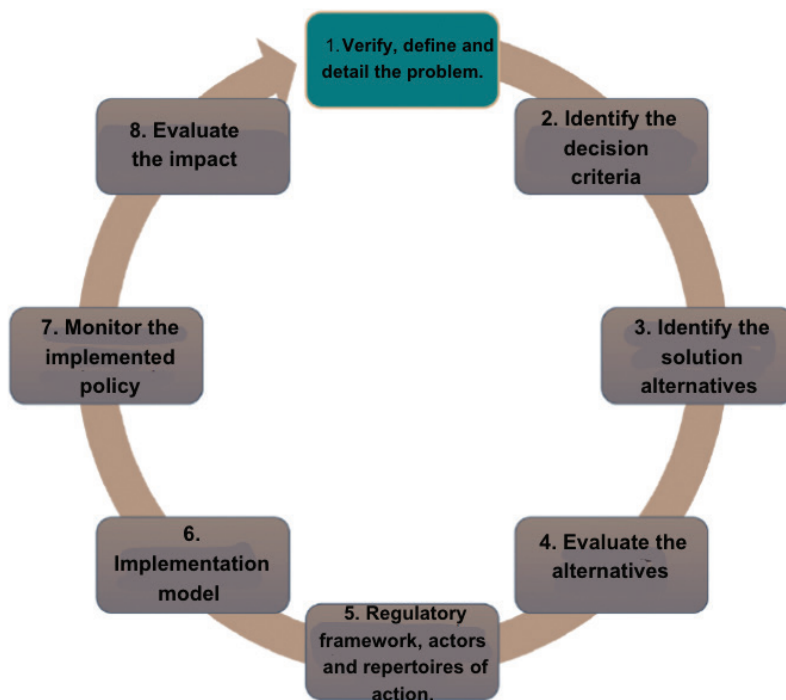 1. Verify, define and
detail the problem.
2. Identify the
decision
criteria
3. Identify the
solution
alternatives
4. Evaluate the
alternatives
5. Regulatory
framework, actors
and repertoires of
action.
6.
Implementation
model
7. Monitor the
implemented
policy
8. Evaluate
the impact